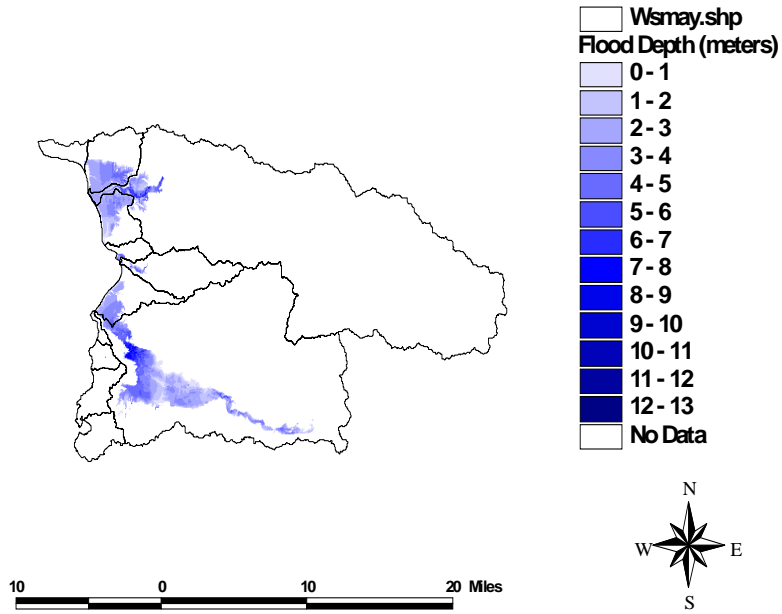 Wsmay.shp
Flood Depth (meters)
0 - 1
1 - 2
2 - 3
3 - 4
4 - 5
5 - 6
6 - 7
7 - 8
8 - 9
9 - 10
10 - 11
11 - 12
12 - 13
No Data
N
W E
S
10 0 10 20 Miles